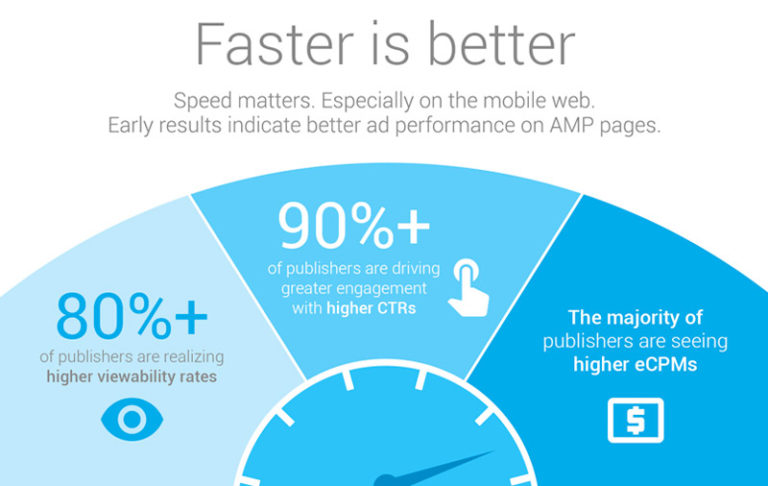 Faster is better
Speed matters. Especially on the mobile web.
Early results indicate better ad performance on AMP pages.
80%+
of publishers are realizing
higher viewability rates
90%+
of publishers are driving
greater engagement
with higher CTRs
The majority of
publishers are seeing
higher eCPMs
$